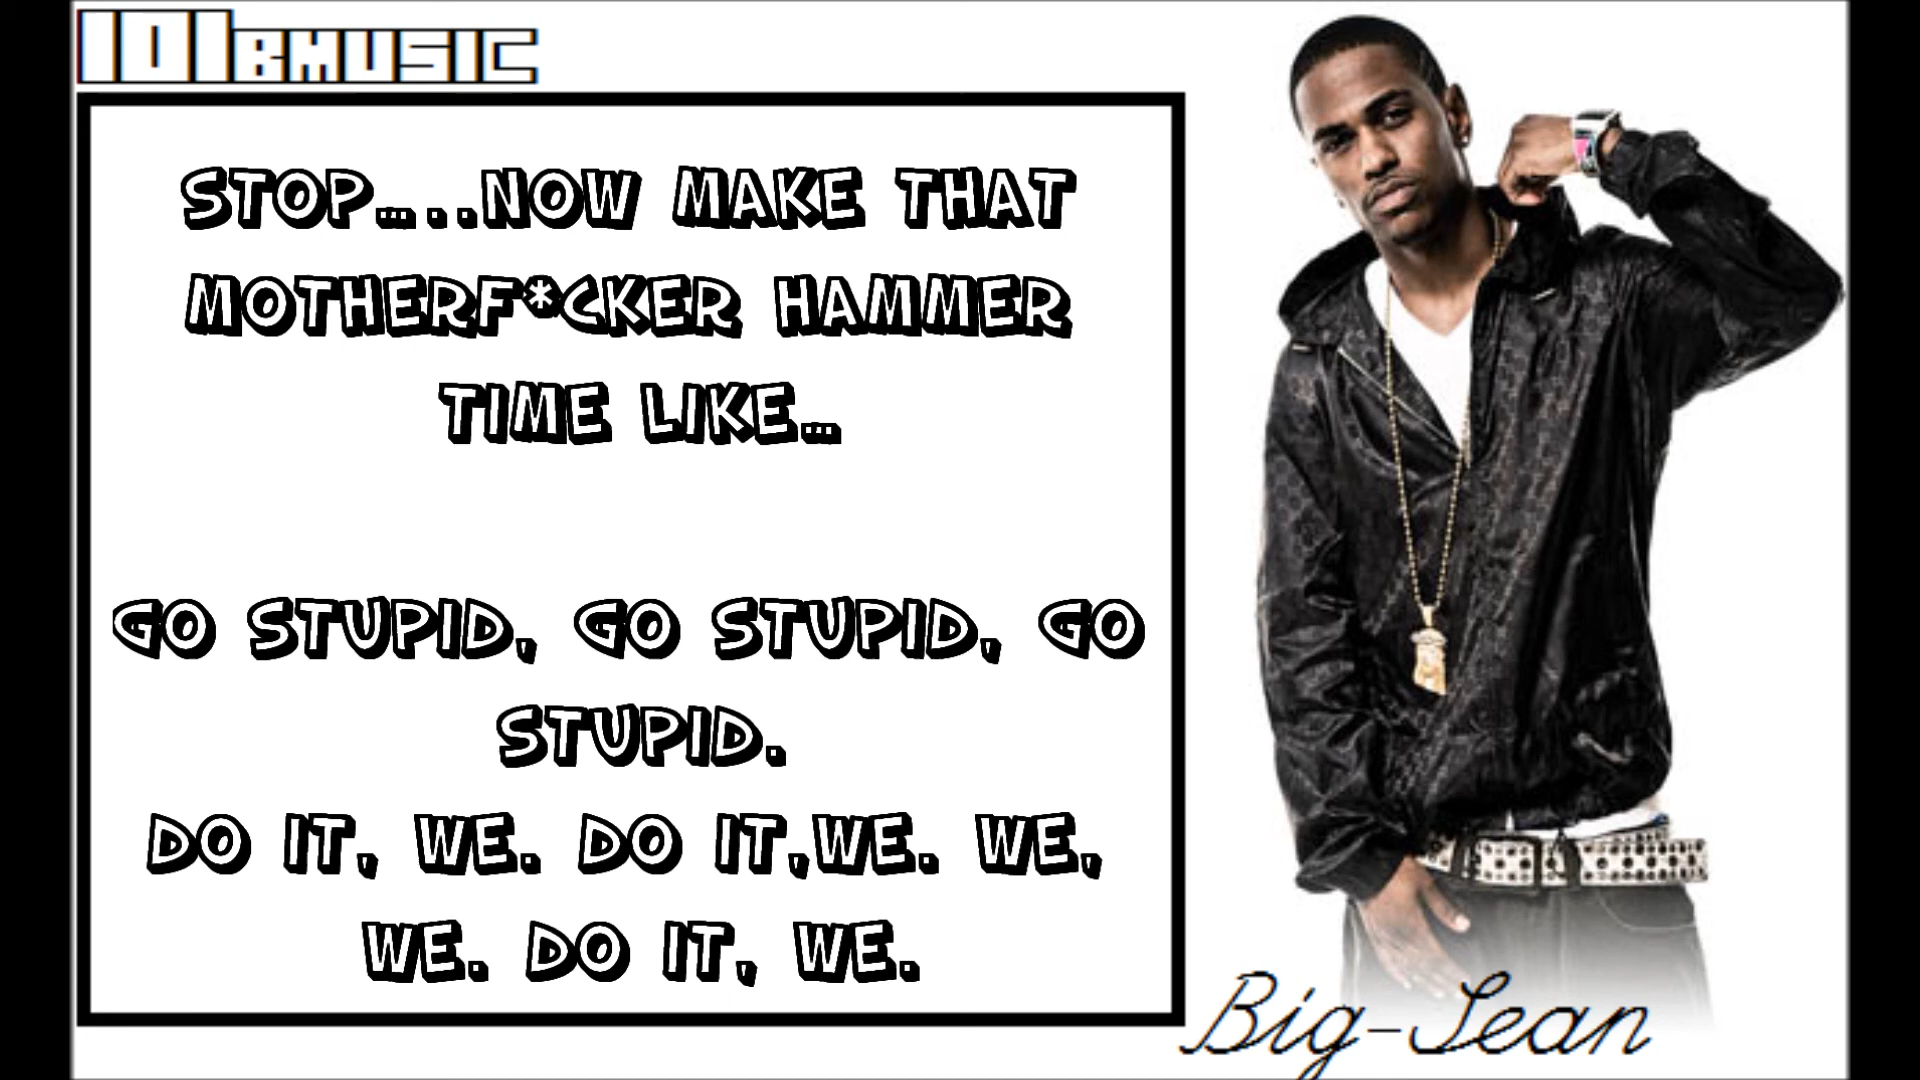 101BMUSIC
STOP.....NOW MAKE THAT
MOTHERF*CKER HAMMER
TIME LIKE...
GO STUPID, GO STUPID, GO
STUPID.
DO IT, WE. DO IT,WE. WE,
WE. DO IT, WE.
Big-Sean